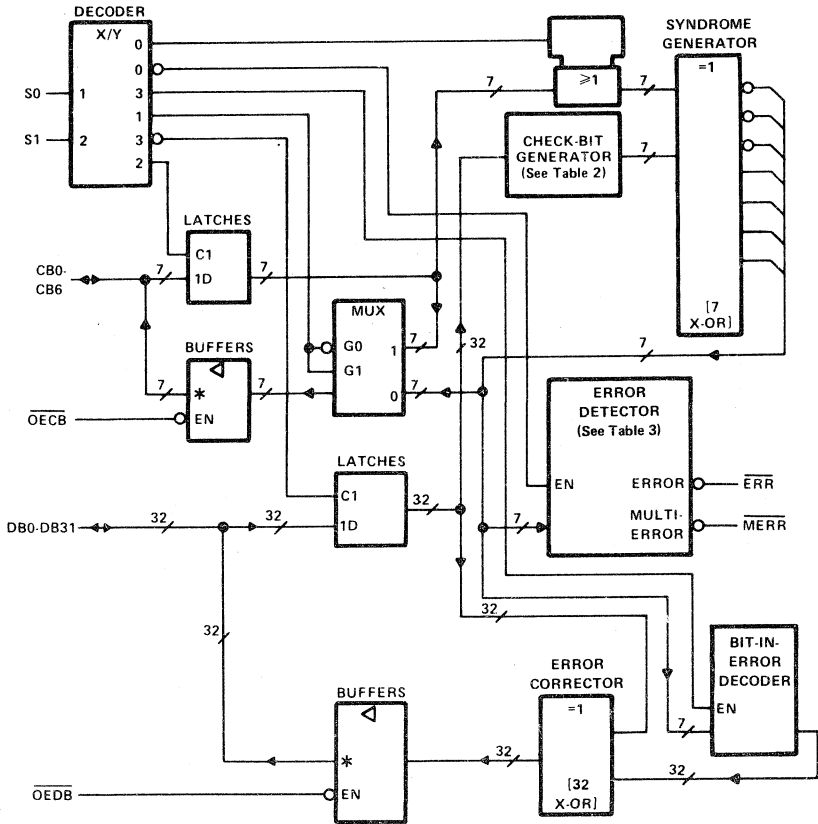 DECODER
X/Y
S0
S1
1
2
0
0
3
1
3
2
7
≥1
7
SYNDROME
GENERATOR
=1
[7
X-OR]
CHECK-BIT
GENERATOR
(See Table 2)
7
LATCHES
C1
1D
CB0-
CB6
7
7
MUX
G0
G1
1
0
7
7
32
7
BUFFERS
*
EN
7
7
OECB
ERROR
DETECTOR
(See Table 3)
EN
ERROR
MULTI-
ERROR
ERR
MERR
7
LATCHES
C1
1D
32
DB0-DB31
32
32
32
32
BIT-IN-
ERROR
DECODER
EN
7
32
ERROR
CORRECTOR
=1
[32
X-OR]
32
BUFFERS
*
EN
OEDB